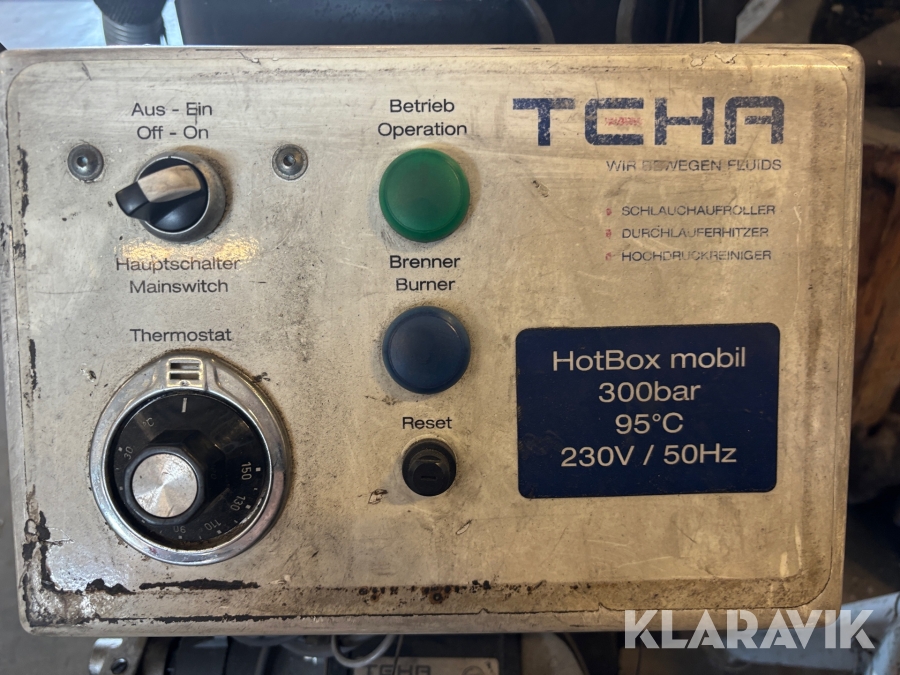 Aus - Ein
Off - On
Hauptschalter
Mainswitch
Thermostat
°C
30
90
110
130
150
Betrieb
Operation
Brenner
Burner
Reset
TEHA
WIR BEWEGEN FLUIDS
SCHLAUCHAUFROLLER
DURCHLAUFERHITZER
HOCHDRUCKREINIGER
HotBox mobil
300bar
95°C
230V / 50Hz
TEHA
KLARAVIK